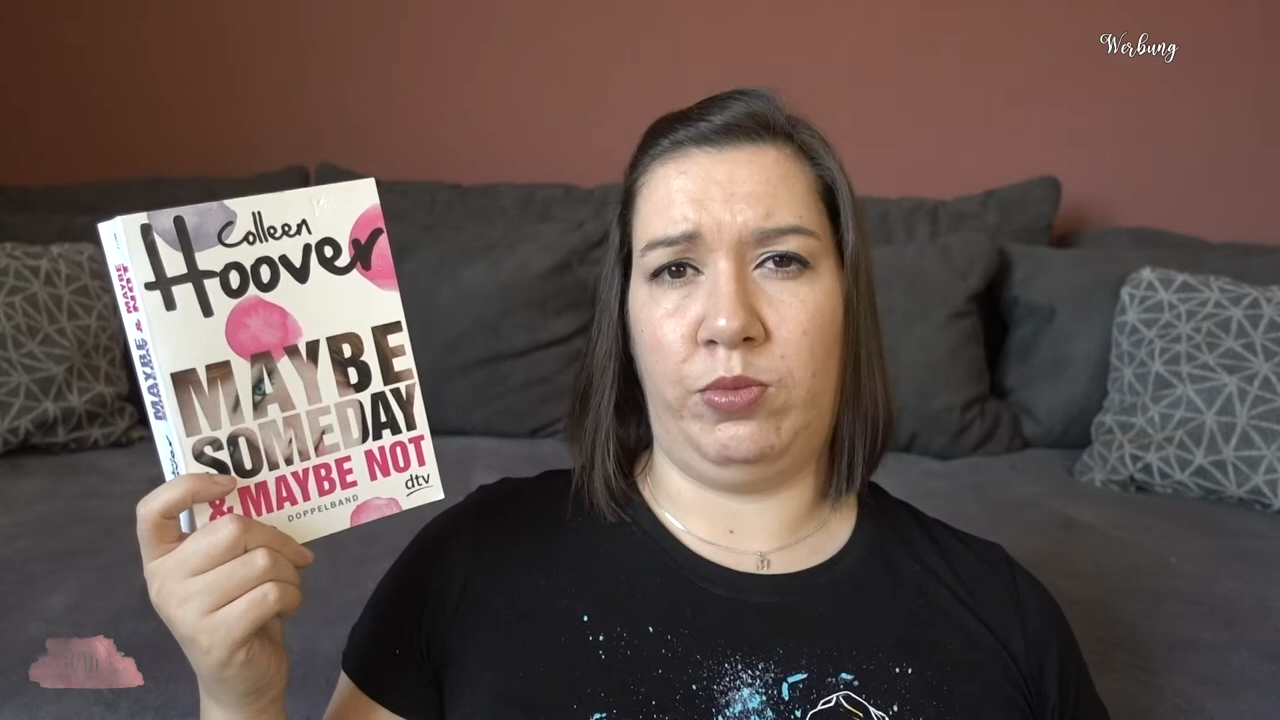 Werbung
Colleen
Hoover
MAYBE
SOMEDAY
& MAYBE NOT
DOPPELBAND
dtv
MAYBE & MAYBE
NOT